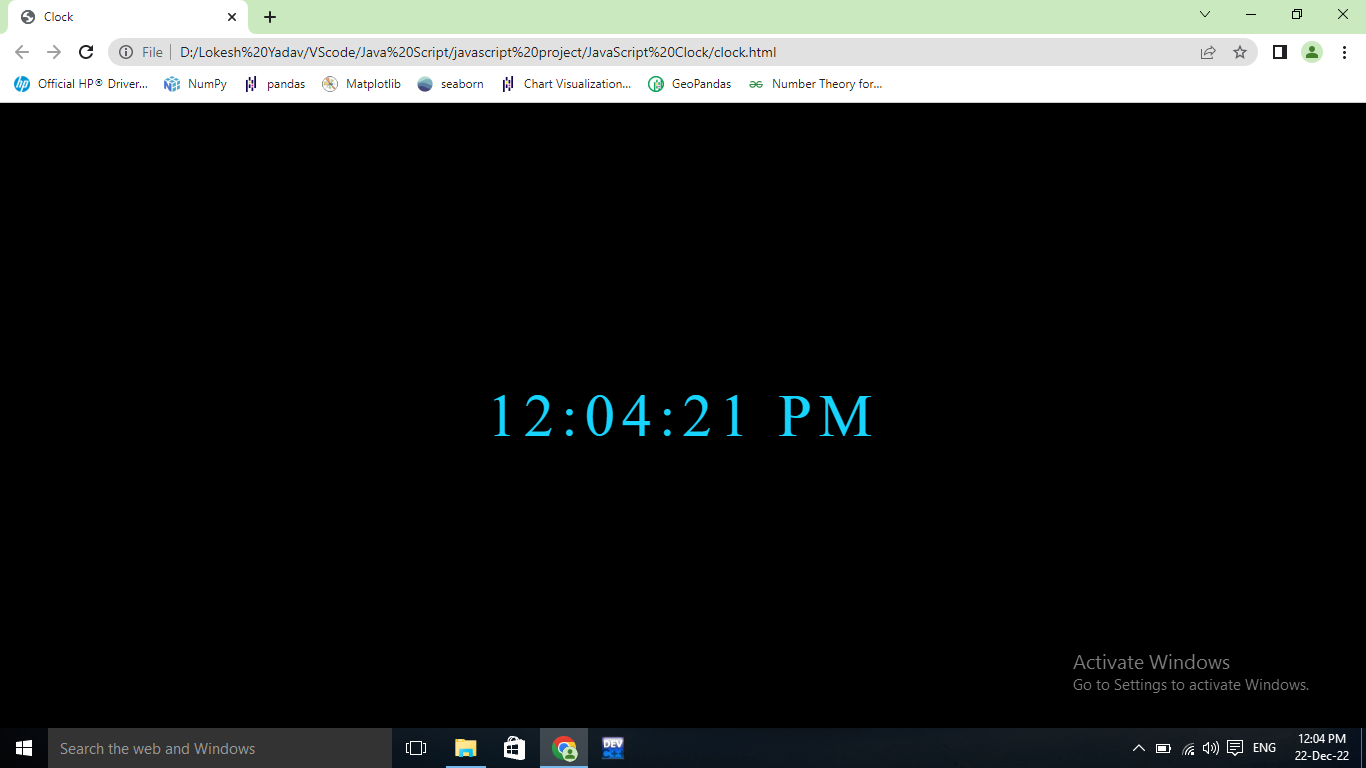 Clock
File
D:/Lokesh%20Yadav/VScode/Java%20Script/javascript%20project/JavaScript%20Clock/clock.html
hp Official HP® Driver... NumPy pandas Matplotlib seaborn Chart Visualization... GeoPandas Number Theory for...
12:04:21 PM
Activate Windows
Go to Settings to activate Windows.
Search the web and Windows
DEV
C++
ENG
12:04 PM
22-Dec-22